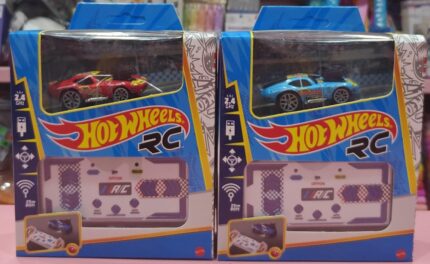 2.4
GHz
HOT WHEELS
RC
R/C
2.4
GHz
HOT WHEELS
RC
R/C